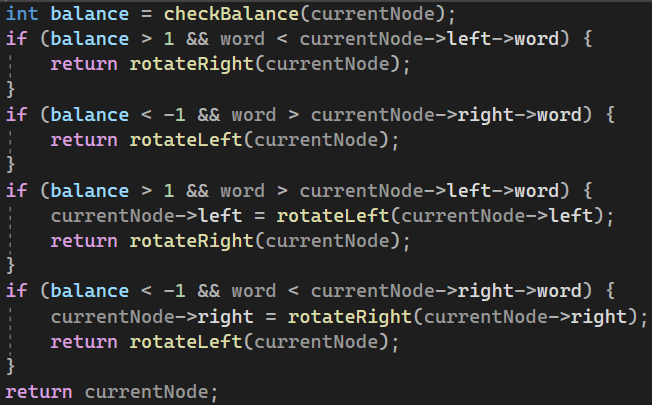 int balance = checkBalance(currentNode);
if (balance > 1 && word < currentNode->left->word) {
    return rotateRight(currentNode);
}
if (balance < -1 && word > currentNode->right->word) {
    return rotateLeft(currentNode);
}
if (balance > 1 && word > currentNode->left->word) {
    currentNode->left = rotateLeft(currentNode->left);
    return rotateRight(currentNode);
}
if (balance < -1 && word < currentNode->right->word) {
    currentNode->right = rotateRight(currentNode->right);
    return rotateLeft(currentNode);
}
return currentNode;